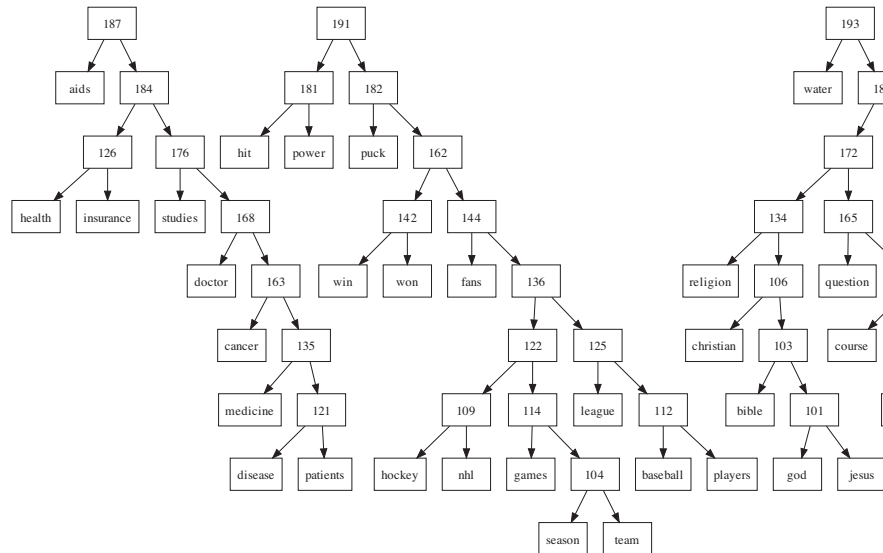 187 191 193
aids 184 181 182 water 18
126 176 hit power puck 162 172
health insurance studies 168 142 144 134 165
doctor 163 win won fans 136 religion 106 question
cancer 135 122 125 christian 103 course
medicine 121 109 114 league 112 bible 101
disease patients hockey nhl games 104 baseball players god jesus
season team